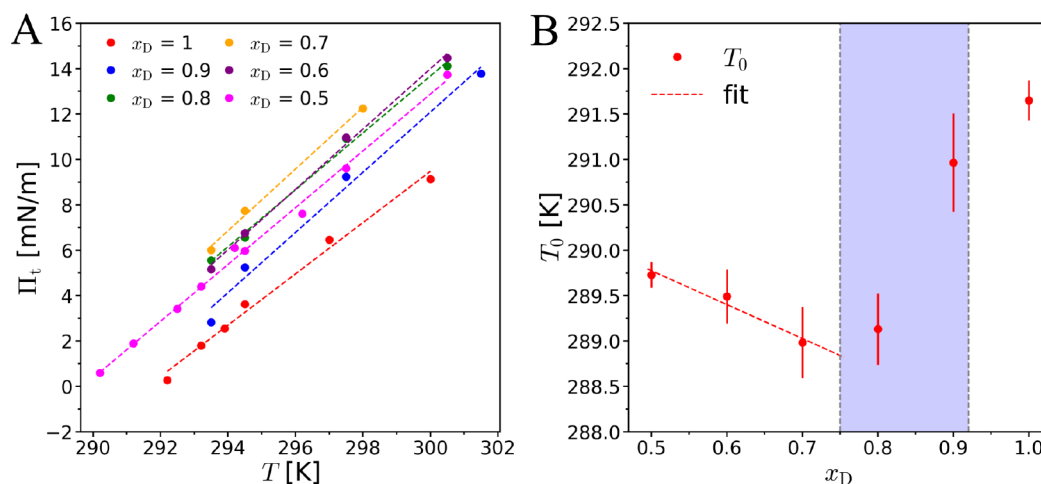 A
16
14
12
10
8
6
4
2
0
−2
Πt [mN/m]
xD = 1
xD = 0.9
xD = 0.8
xD = 0.7
xD = 0.6
xD = 0.5
290 292 294 296 298 300 302
T [K]
B
292.5
292.0
291.5
291.0
290.5
290.0
289.5
289.0
288.5
288.0
T0 [K]
T0
fit
0.5 0.6 0.7 0.8 0.9 1.0
xD